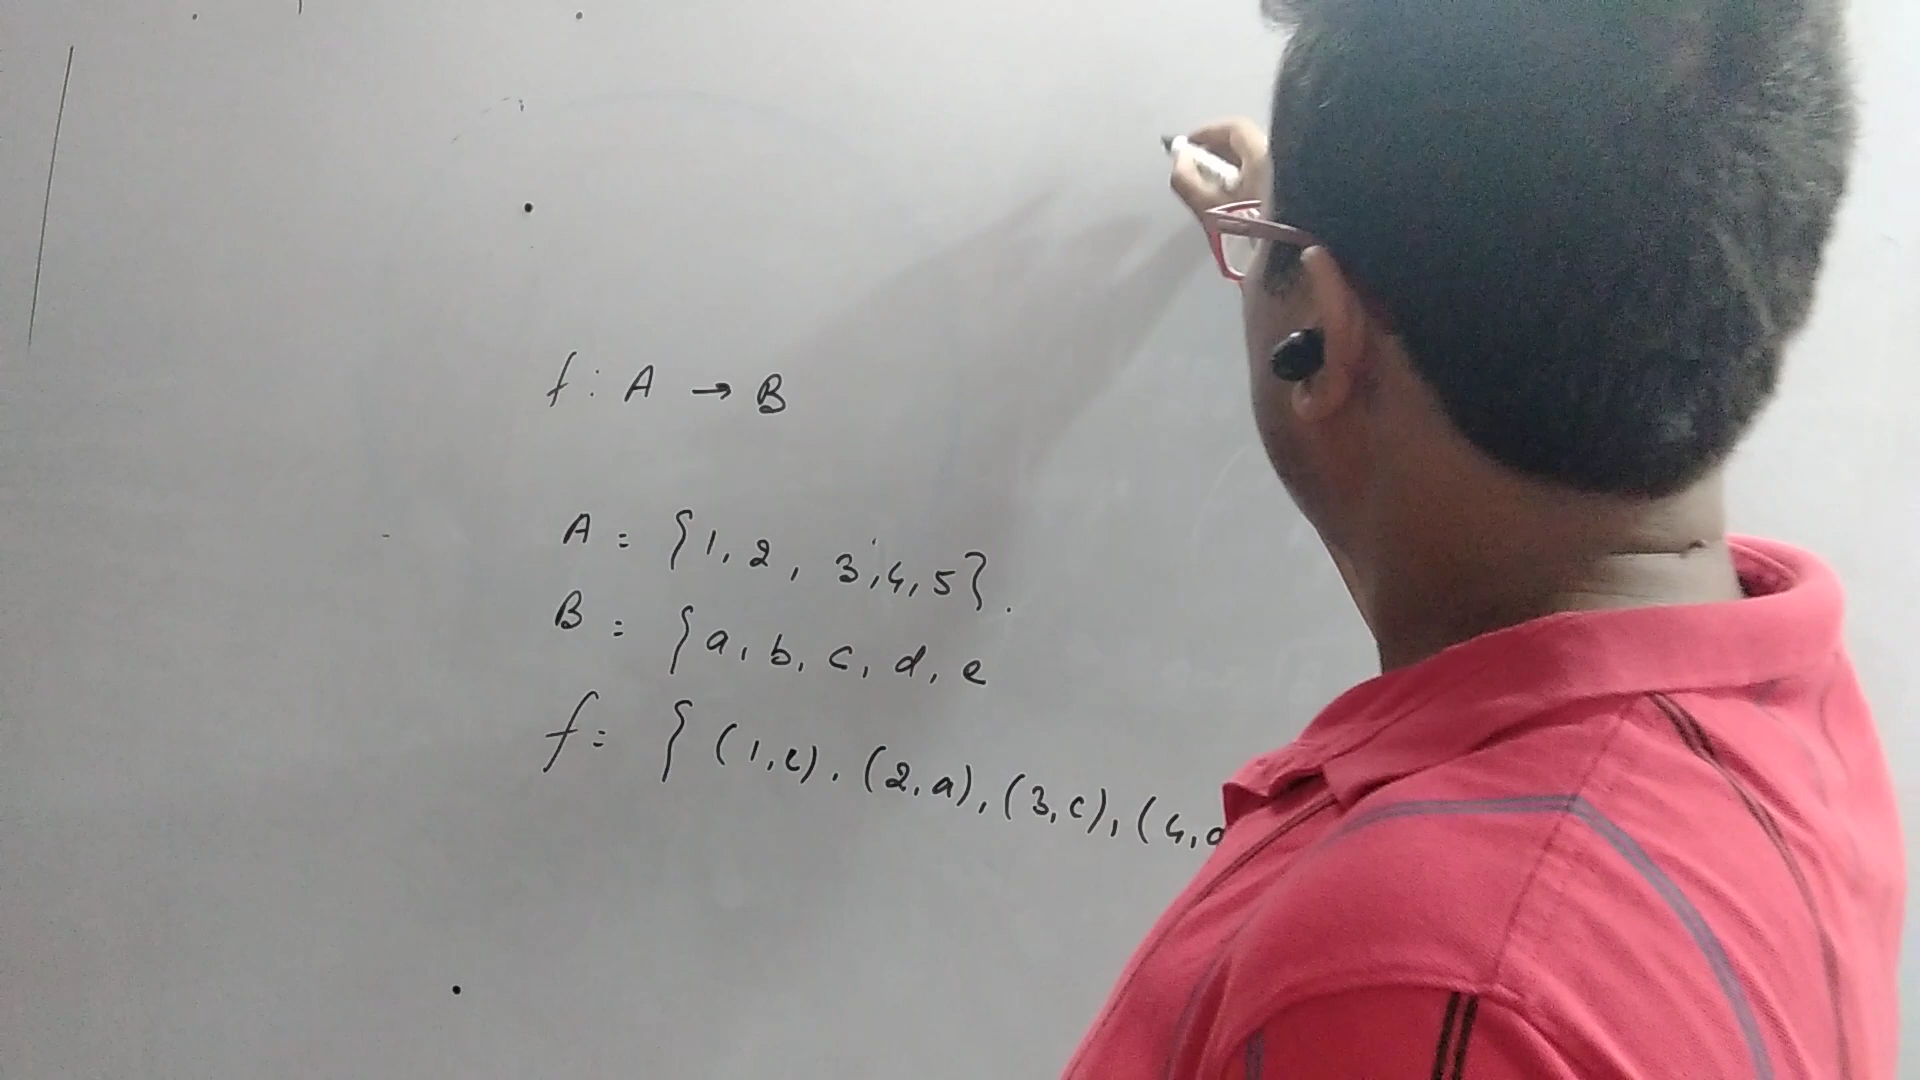 f : A → B
A = {1, 2, 3, 4, 5}.
B = {a, b, c, d, e
f = { (1, e), (2, a), (3, c), (4,